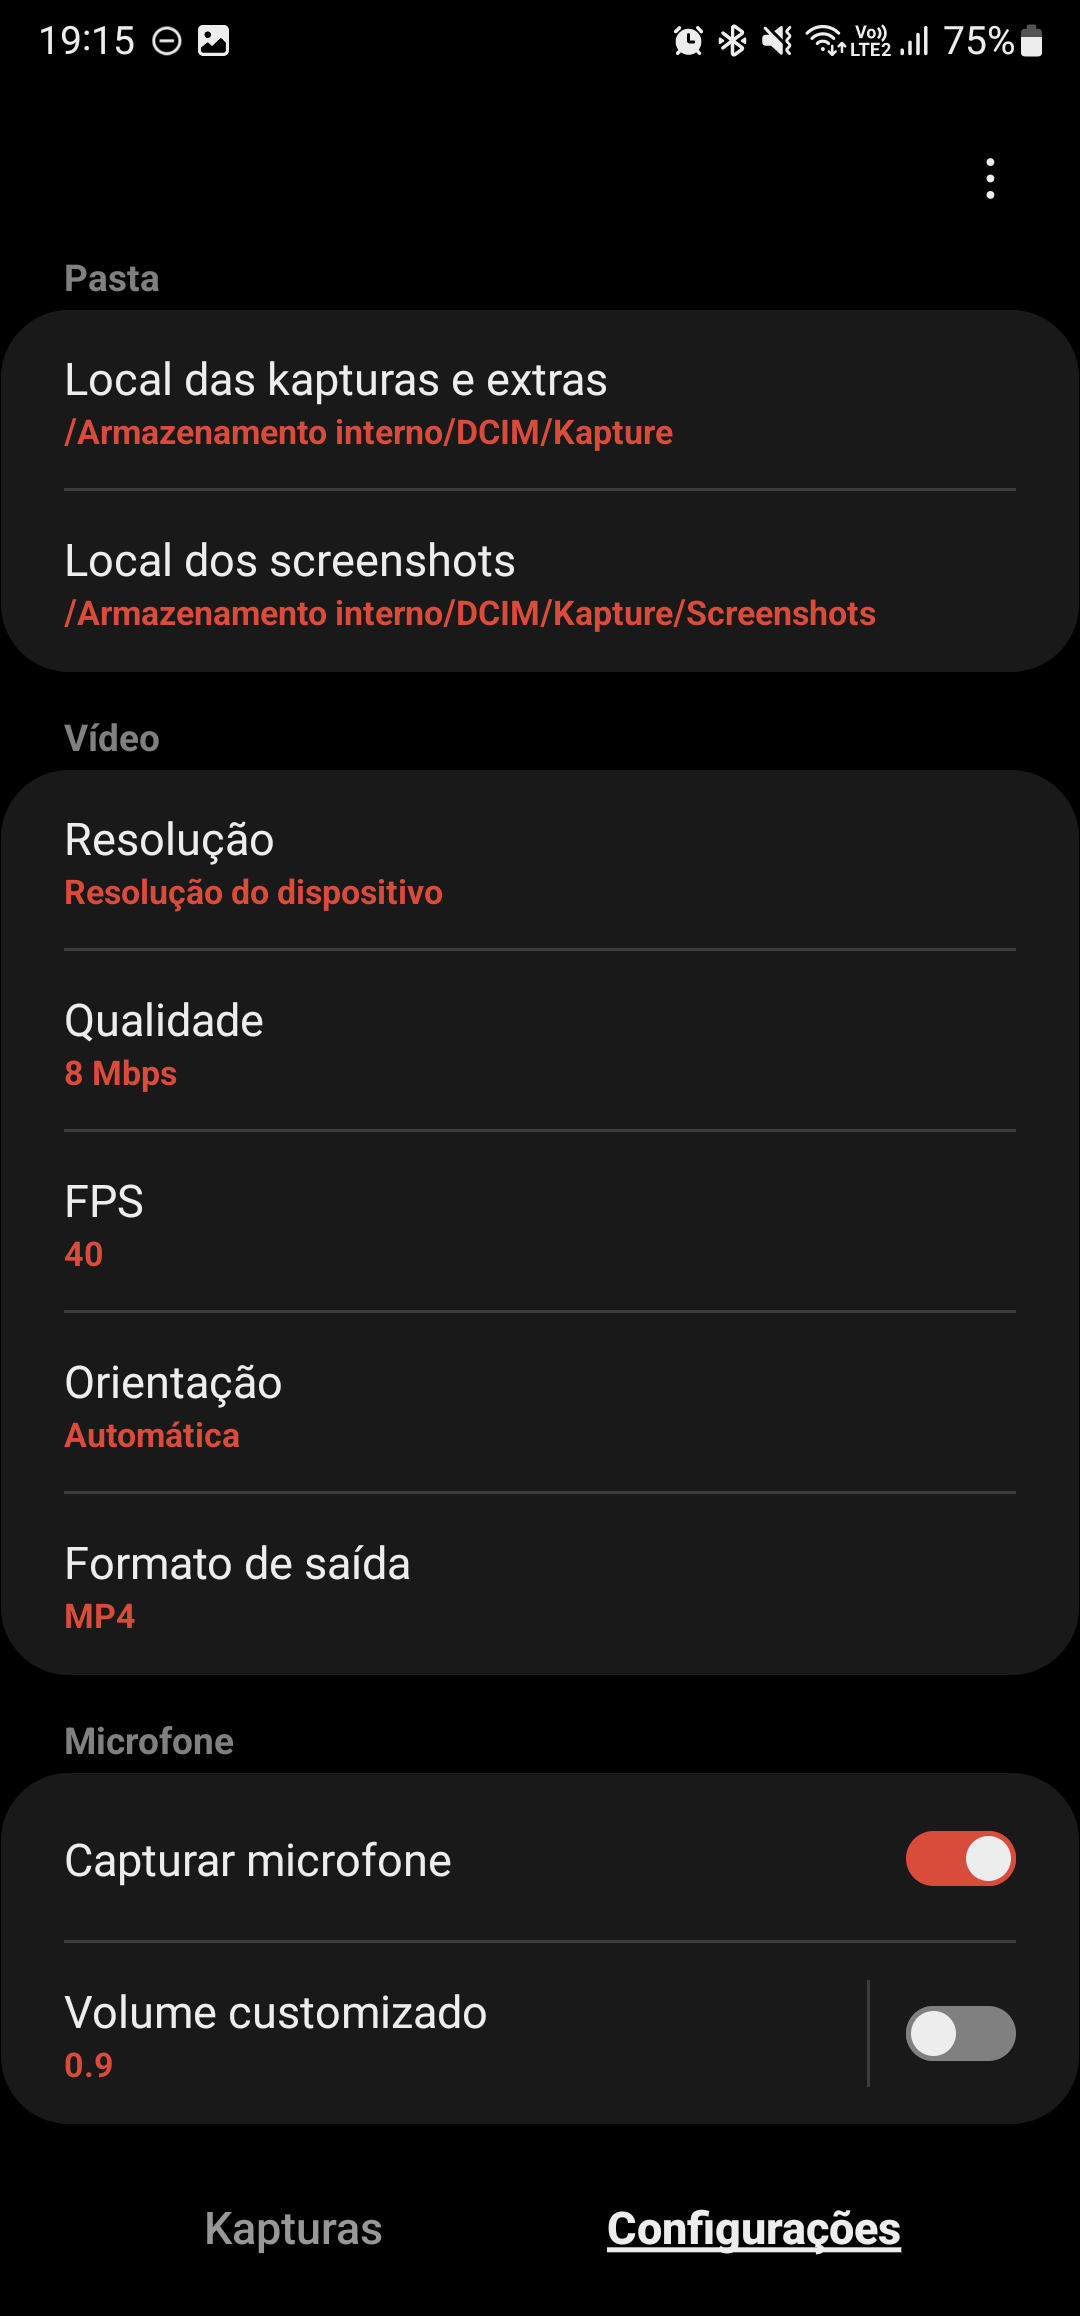 19:15
Vo)) LTE2 75%
Pasta
Local das kapturas e extras
/Armazenamento interno/DCIM/Kapture
Local dos screenshots
/Armazenamento interno/DCIM/Kapture/Screenshots
Vídeo
Resolução
Resolução do dispositivo
Qualidade
8 Mbps
FPS
40
Orientação
Automática
Formato de saída
MP4
Microfone
Capturar microfone
Volume customizado
0.9
Kapturas Configurações